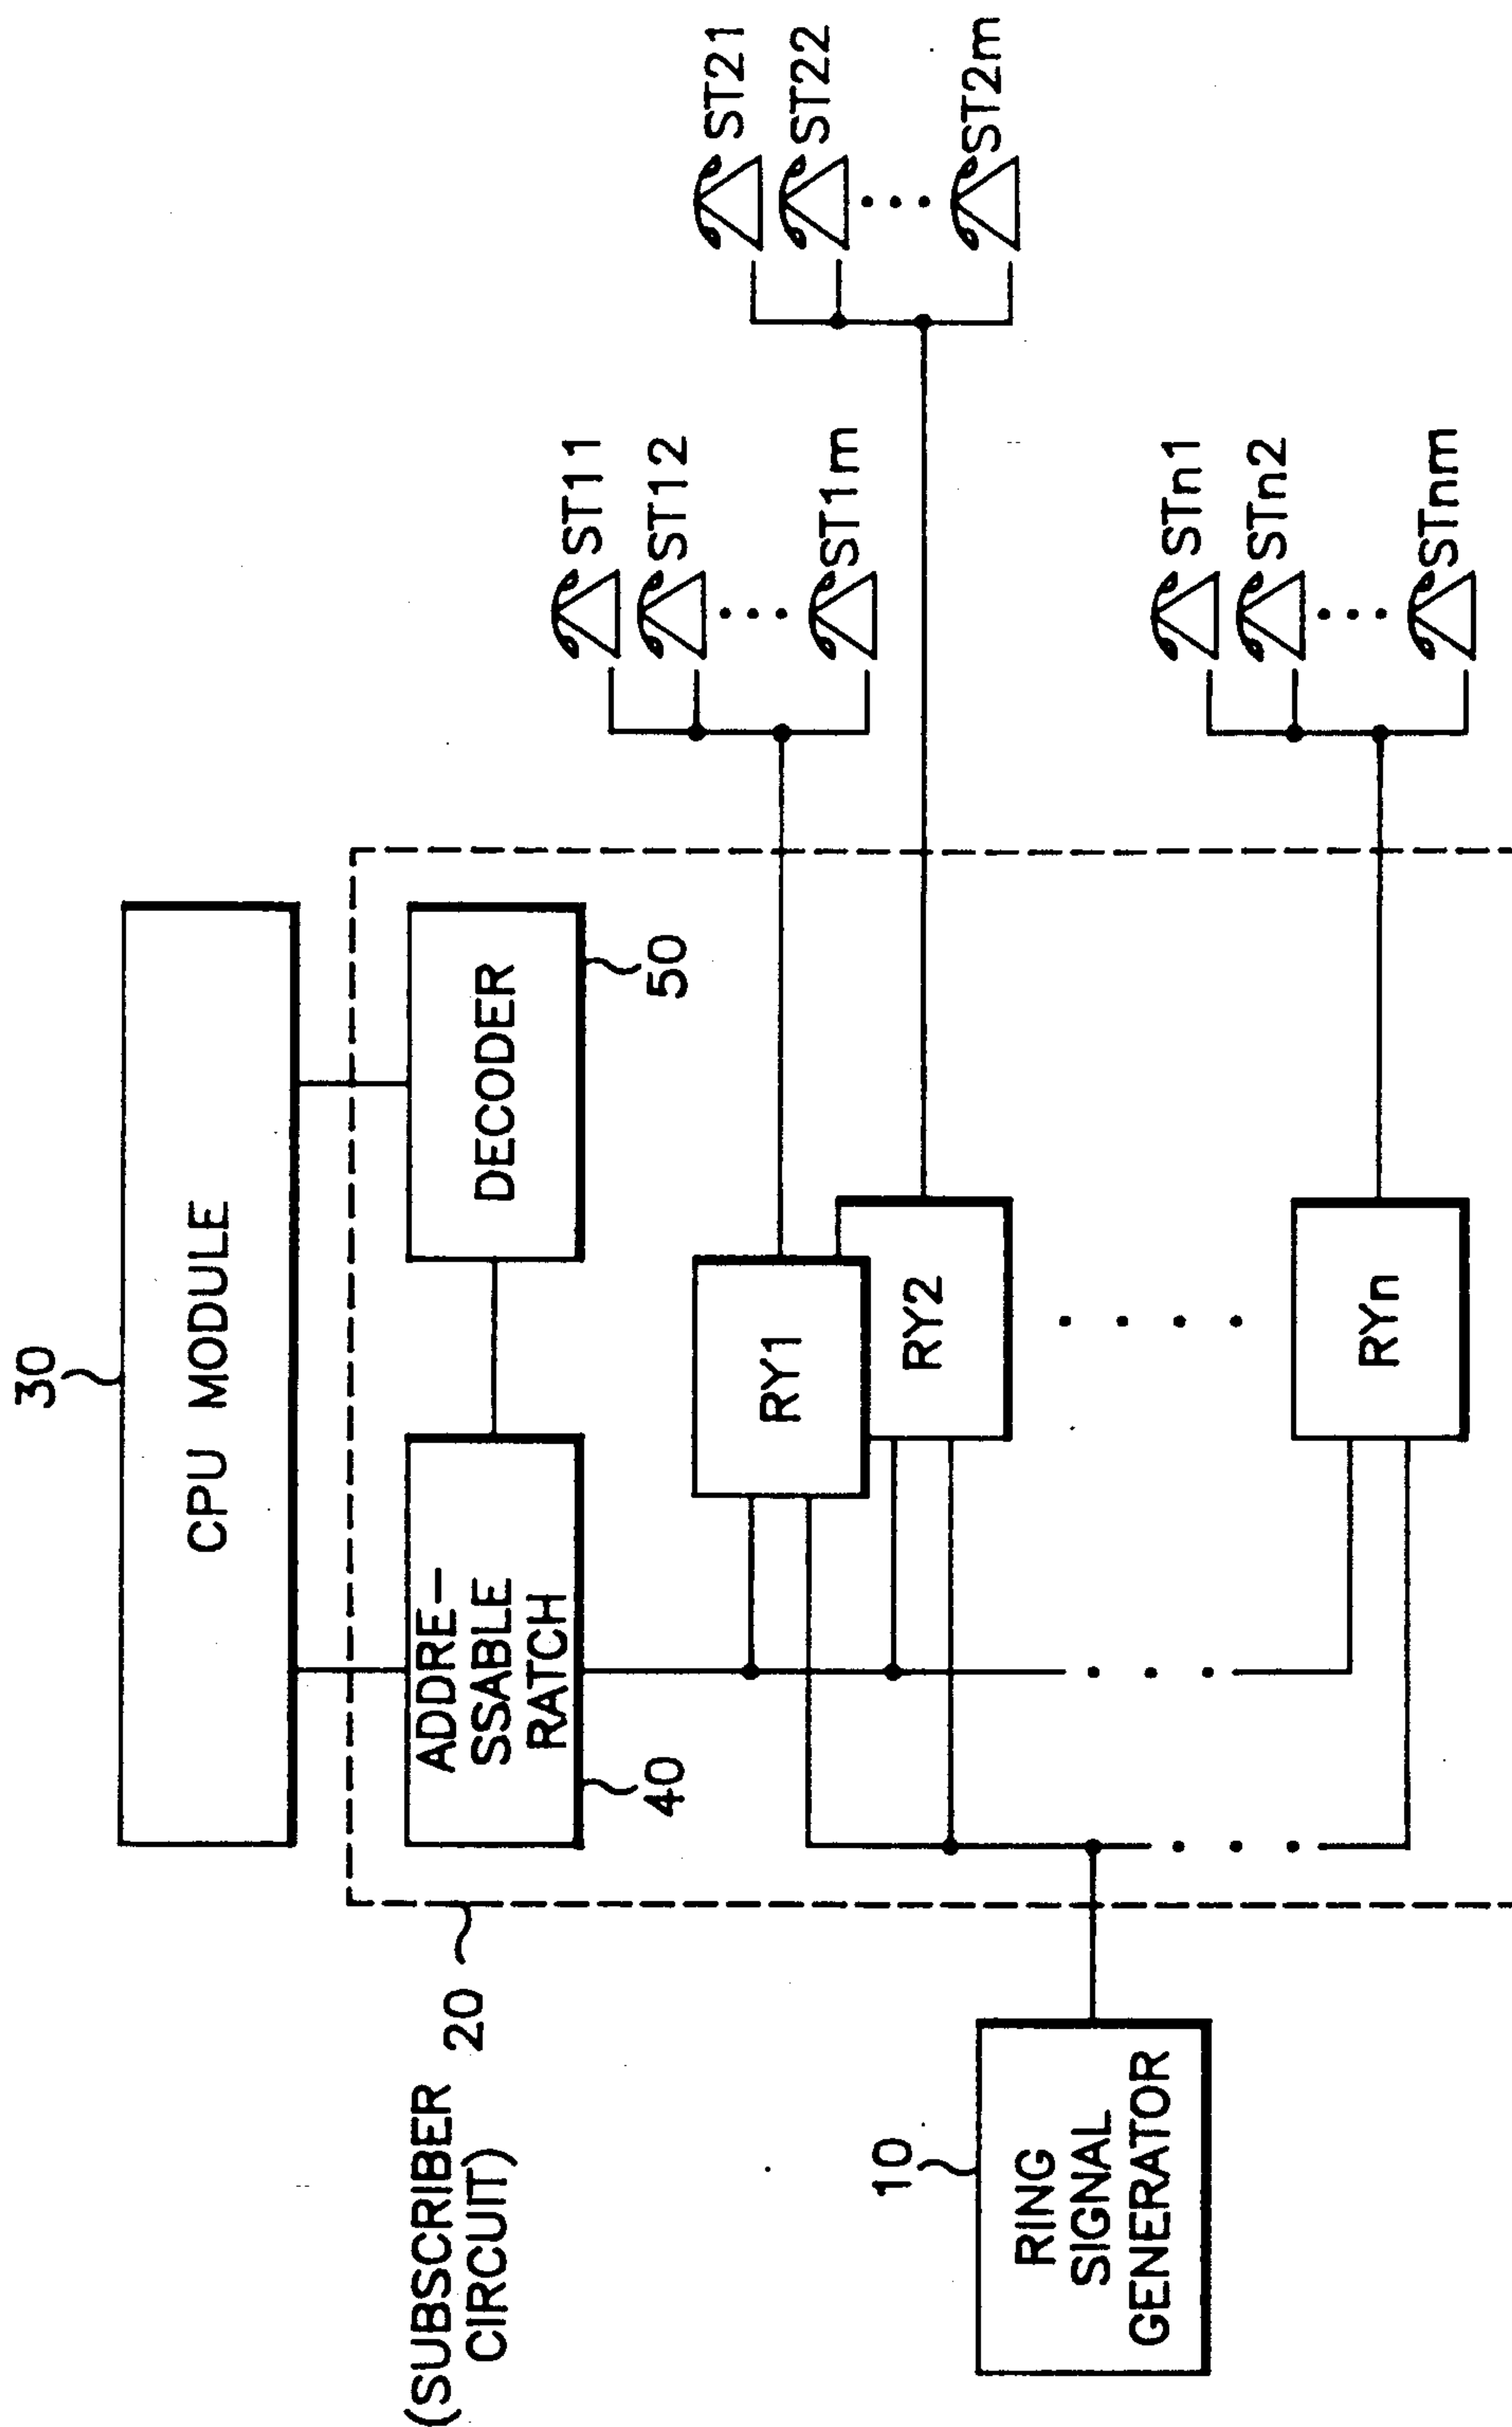 30
CPU MODULE
ADDRE-
SSABLE
RATCH
40
DECODER
50
(SUBSCRIBER
CIRCUIT)
20
10
RING
SIGNAL
GENERATOR
RY1
RY2
RYn
ST11
ST12
ST1m
ST21
ST22
ST2m
STn1
STn2
STnm